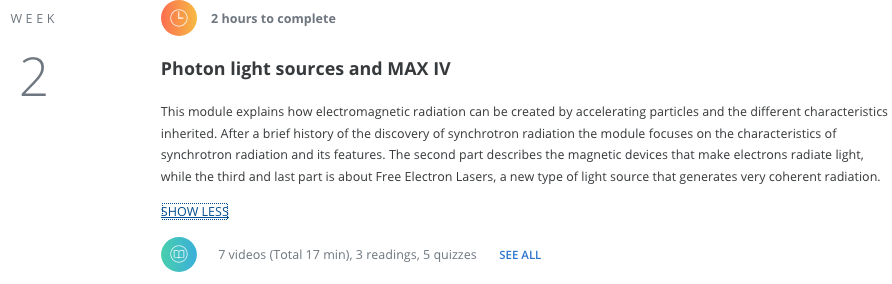 WEEK
2
2 hours to complete
Photon light sources and MAX IV
This module explains how electromagnetic radiation can be created by accelerating particles and the different characteristics
inherited. After a brief history of the discovery of synchrotron radiation the module focuses on the characteristics of
synchrotron radiation and its features. The second part describes the magnetic devices that make electrons radiate light,
while the third and last part is about Free Electron Lasers, a new type of light source that generates very coherent radiation.
SHOW LESS
7 videos (Total 17 min), 3 readings, 5 quizzes SEE ALL